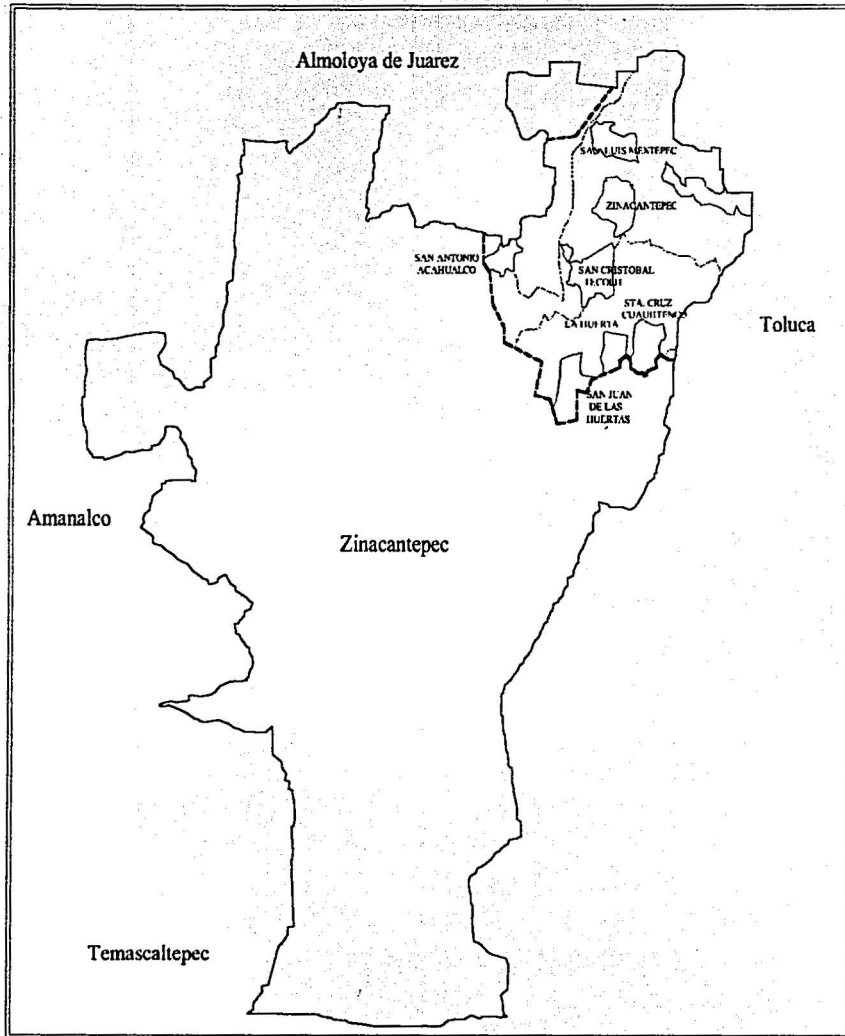 Almoloya de Juarez
SAN LUIS MEXTEPEC
ZINACANTEPEC
SAN ANTONIO
ACAHUALCO
SAN CRISTOBAL
TECOLIT
STA. CRUZ
CUAUHTENCO
LA HUERTA
Toluca
SAN JUAN
DE LAS
HUERTAS
Amanalco
Zinacantepec
Temascaltepec